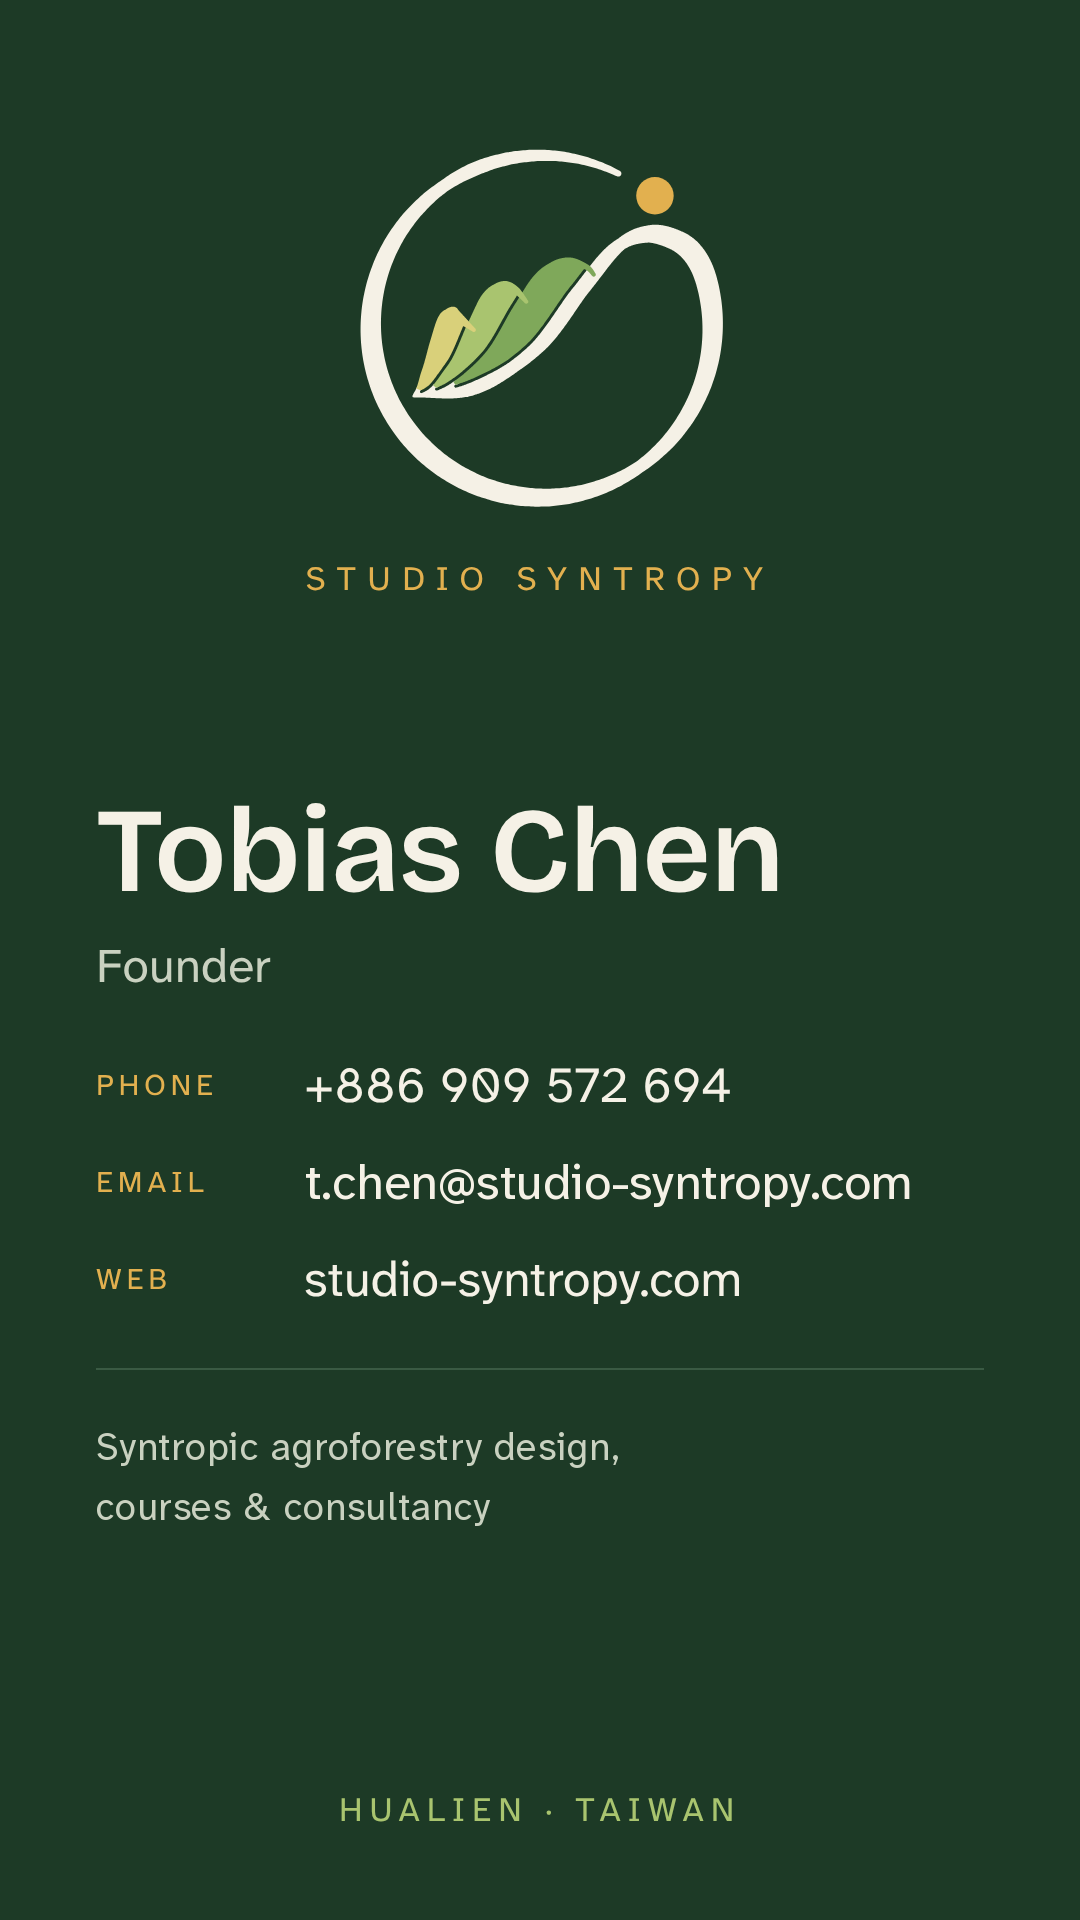 STUDIO SYNTROPY
Tobias Chen
Founder
PHONE +886 909 572 694
EMAIL t.chen@studio-syntropy.com
WEB studio-syntropy.com
Syntropic agroforestry design,
courses & consultancy
HUALIEN · TAIWAN